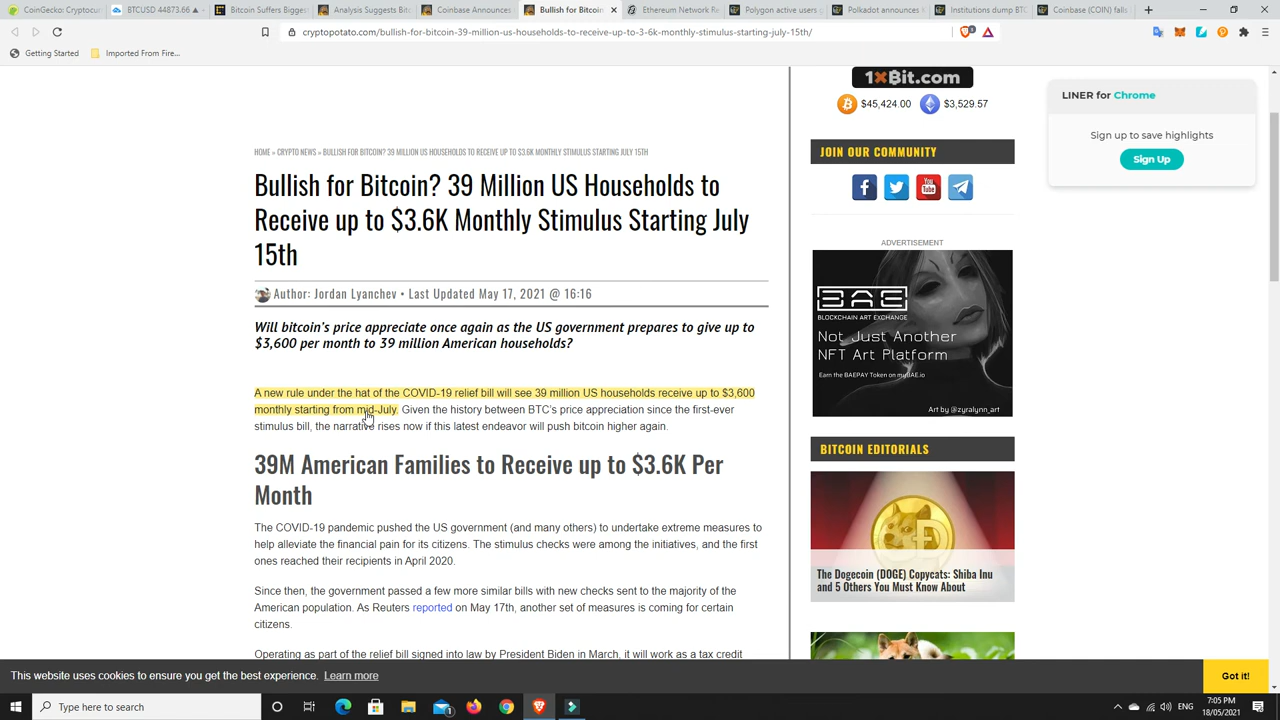 CoinGecko Cryptocur
BTCUSD 44873.66 ▲
Bitcoin Suffers Bigges
Analysis Suggests Bitc
Coinbase Announces
Bullish for Bitcoin
Ethereum Network Re
Polygon active users
Polkadot announces
Institutions dump BTC
Coinbase (COIN) falls
cryptopotato.com/bullish-for-bitcoin-39-million-us-households-to-receive-up-to-3-6k-monthly-stimulus-starting-july-15th/
Getting Started
Imported From Fire...
1xBit.com
$45,424.00
$3,529.57
LINER for Chrome
Sign up to save highlights
Sign Up
HOME » CRYPTO NEWS » BULLISH FOR BITCOIN? 39 MILLION US HOUSEHOLDS TO RECEIVE UP TO $3.6K MONTHLY STIMULUS STARTING JULY 15TH
Bullish for Bitcoin? 39 Million US Households to
Receive up to $3.6K Monthly Stimulus Starting July
15th
Author: Jordan Lyanchev • Last Updated May 17, 2021 @ 16:16
Will bitcoin's price appreciate once again as the US government prepares to give up to
$3,600 per month to 39 million American households?
A new rule under the hat of the COVID-19 relief bill will see 39 million US households receive up to $3,600
monthly starting from mid-July. Given the history between BTC's price appreciation since the first-ever
stimulus bill, the narrative rises now if this latest endeavor will push bitcoin higher again.
39M American Families to Receive up to $3.6K Per
Month
The COVID-19 pandemic pushed the US government (and many others) to undertake extreme measures to
help alleviate the financial pain for its citizens. The stimulus checks were among the initiatives, and the first
ones reached their recipients in April 2020.
Since then, the government passed a few more similar bills with new checks sent to the majority of the
American population. As Reuters reported on May 17th, another set of measures is coming for certain
citizens.
Operating as part of the relief bill signed into law by President Biden in March, it will work as a tax credit
JOIN OUR COMMUNITY
You
Tube
ADVERTISEMENT
BAE
BLOCKCHAIN ART EXCHANGE
Not Just Another
NFT Art Platform
Earn the BAEPAY Token on myBAE.io
Art by @zyralynn_art
BITCOIN EDITORIALS
The Dogecoin (DOGE) Copycats: Shiba Inu
and 5 Others You Must Know About
This website uses cookies to ensure you get the best experience. Learn more
Got it!
Type here to search
ENG
7:05 PM
18/05/2021